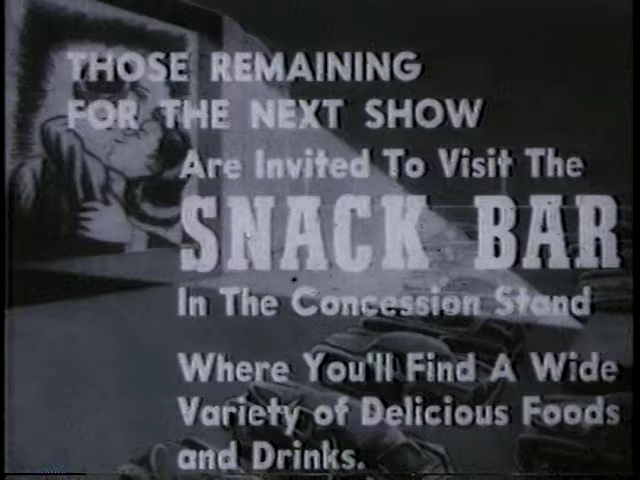 THOSE REMAINING
FOR THE NEXT SHOW
Are Invited To Visit The
SNACK BAR
In The Concession Stand
Where You'll Find A Wide
Variety of Delicious Foods
and Drinks.